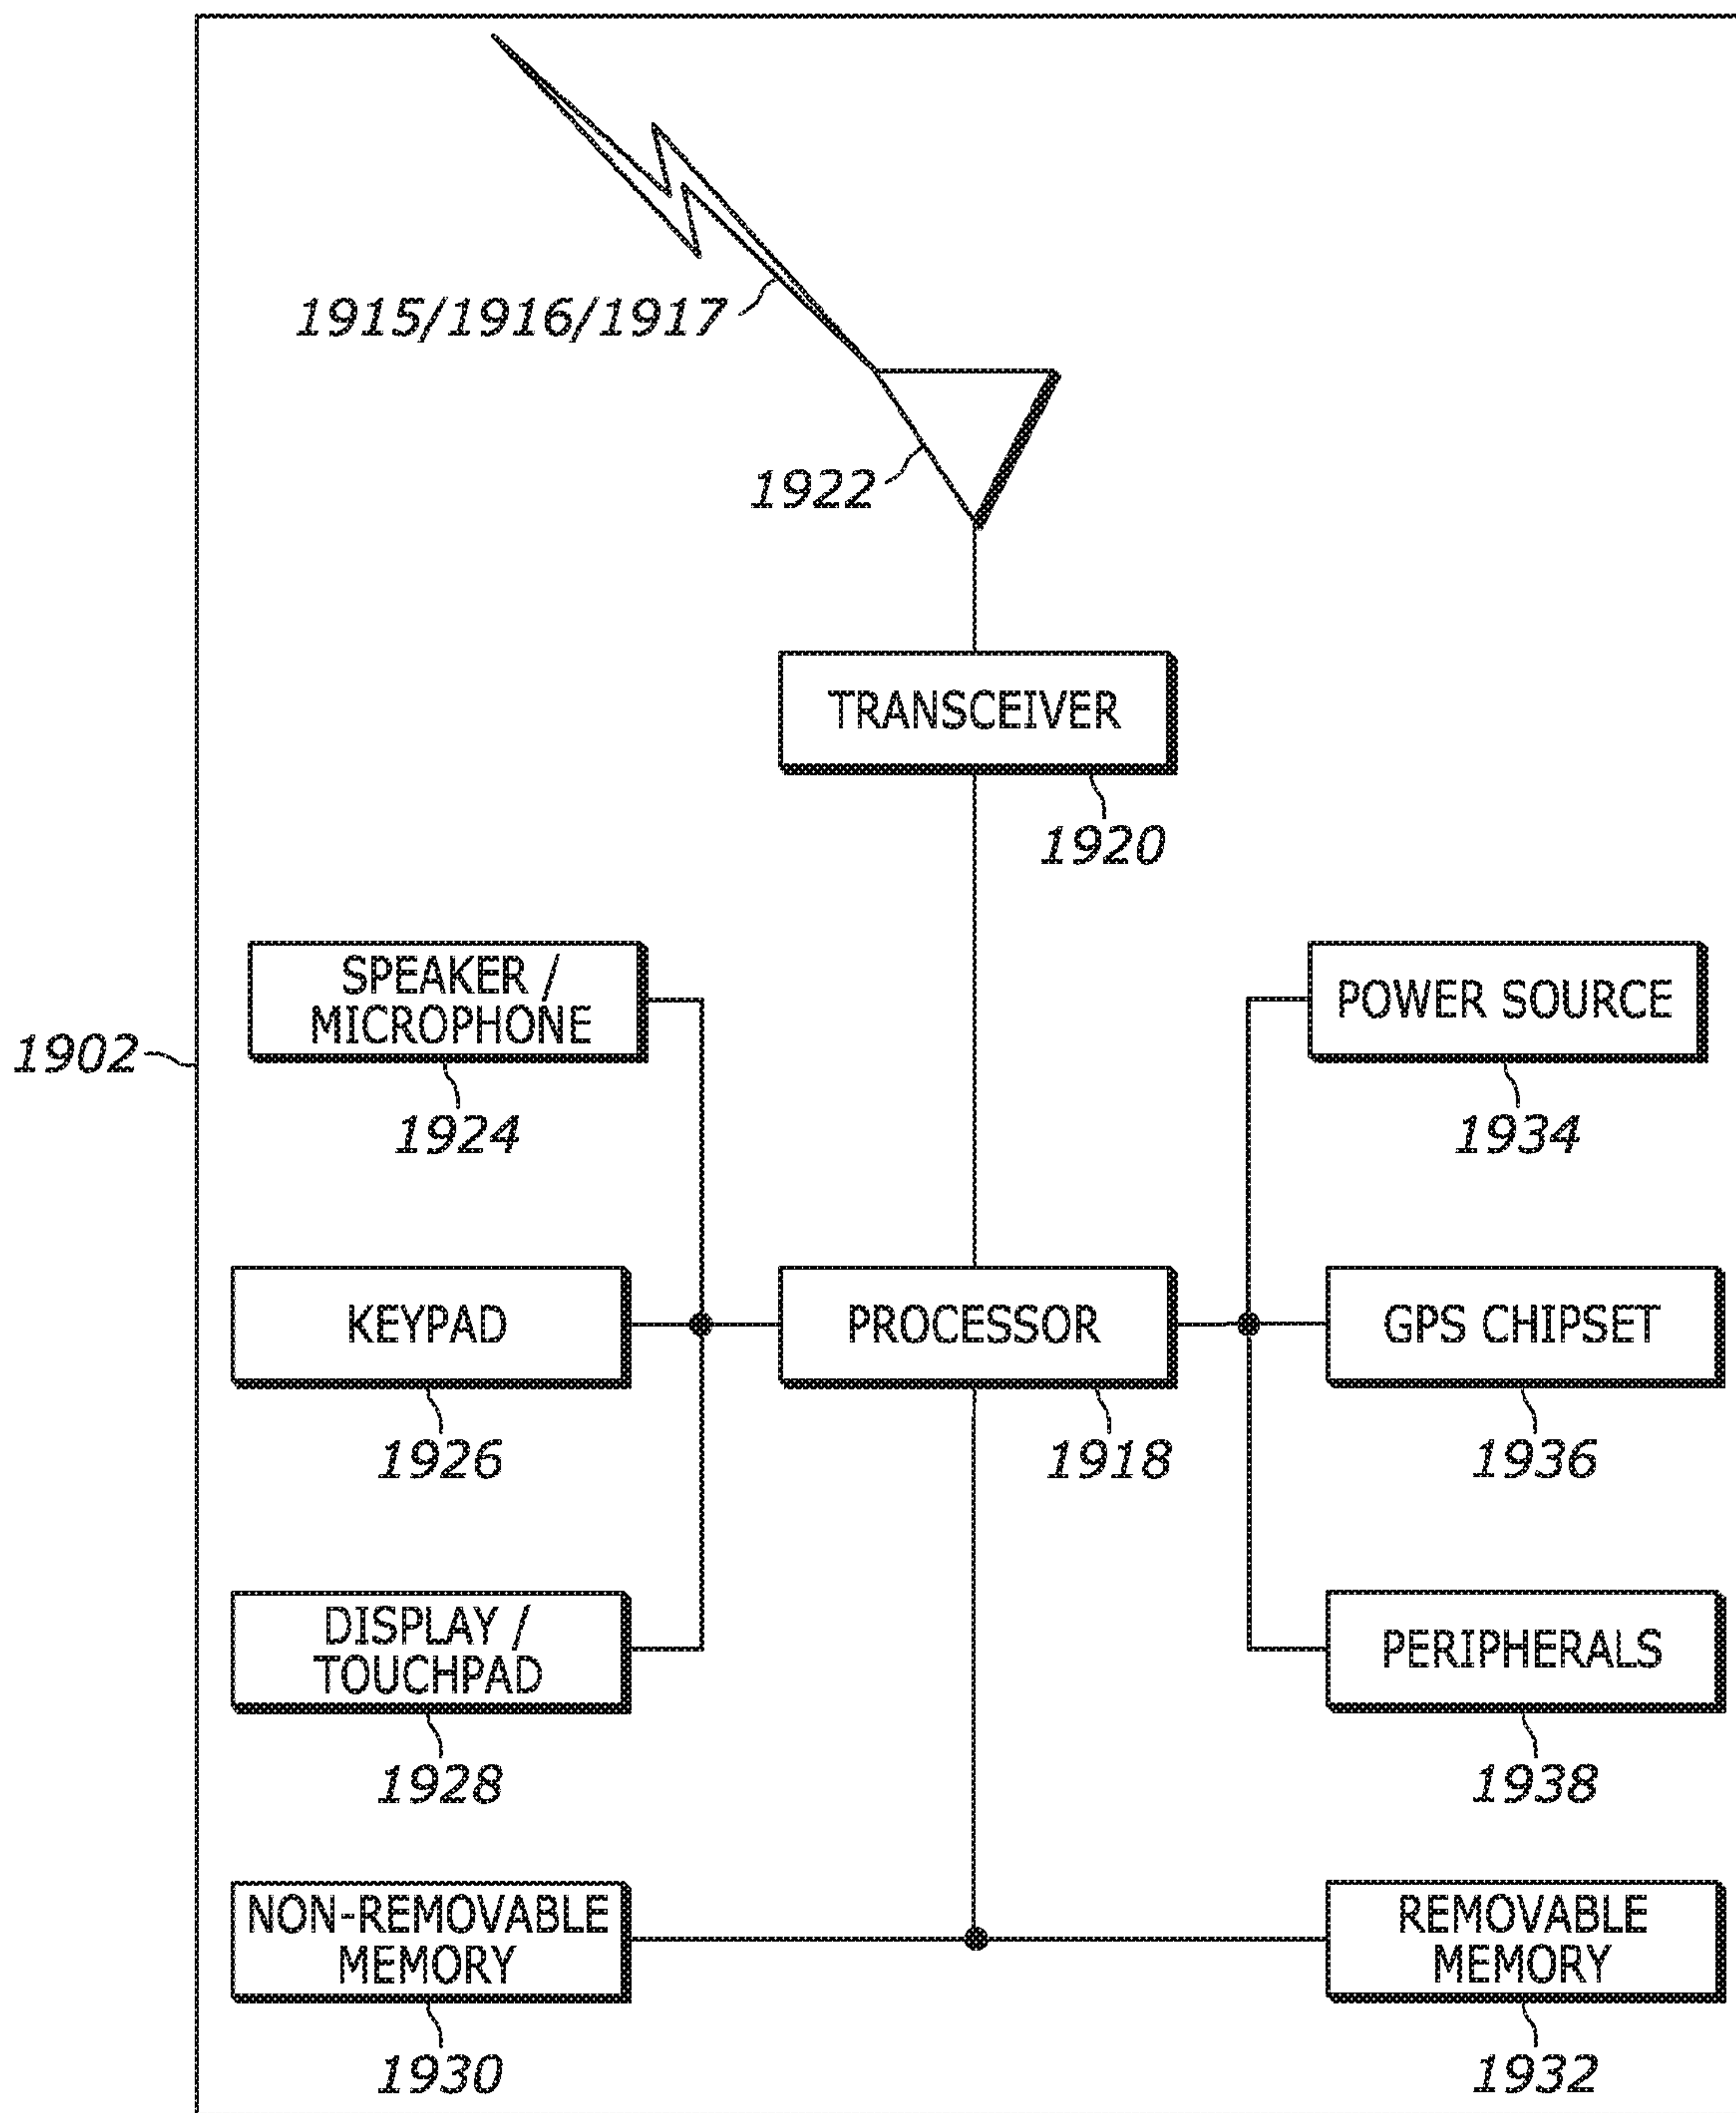 1915/1916/1917
1922
TRANSCEIVER
1920
SPEAKER /
MICROPHONE
1924
POWER SOURCE
1934
1902
KEYPAD
1926
PROCESSOR
1918
GPS CHIPSET
1936
DISPLAY /
TOUCHPAD
1928
PERIPHERALS
1938
NON-REMOVABLE
MEMORY
1930
REMOVABLE
MEMORY
1932